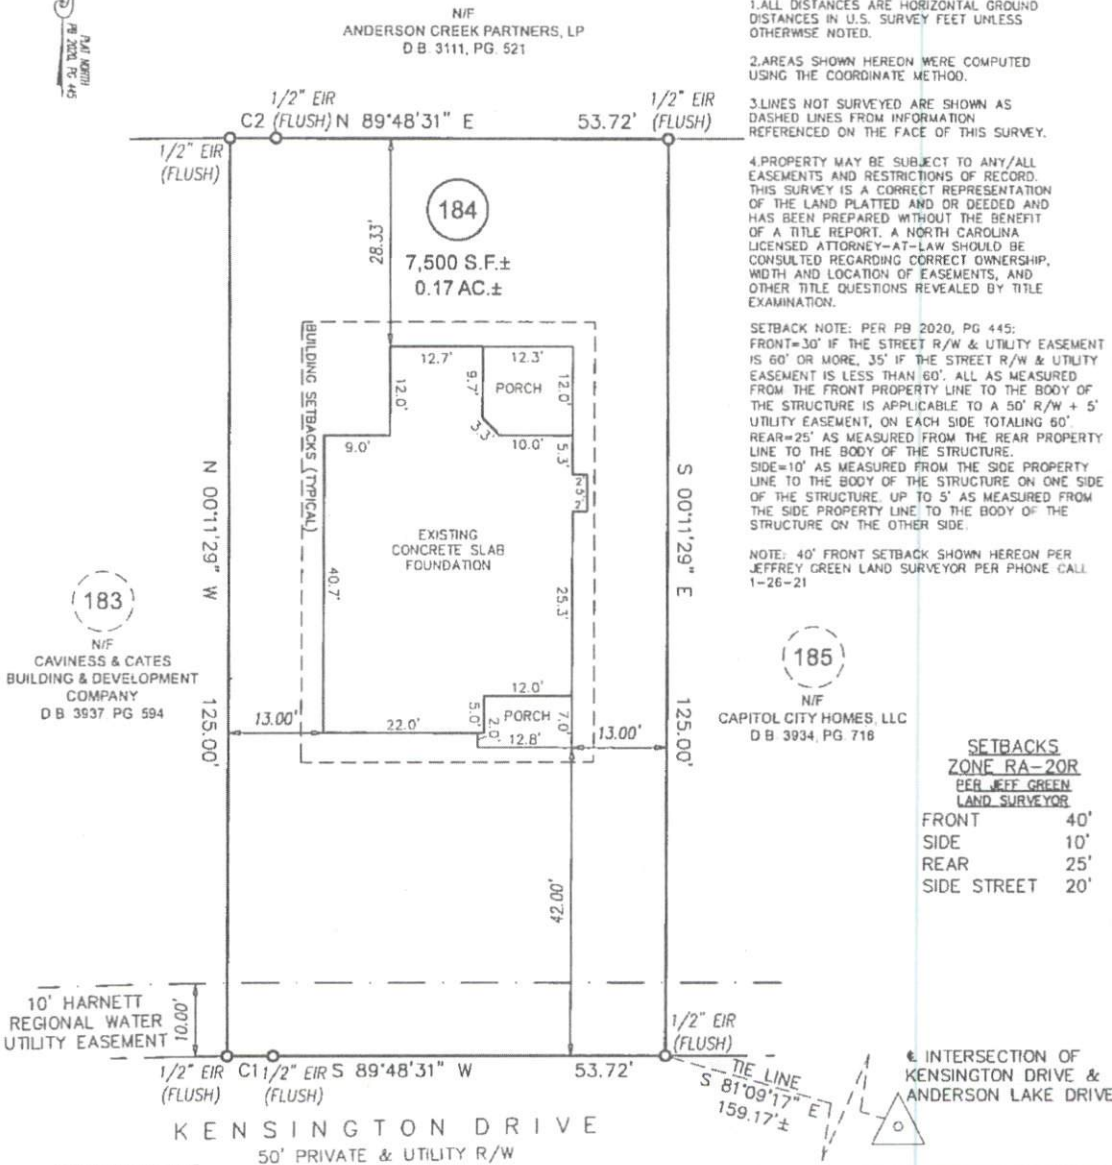 PLAT NORTH
PB 2020, PG 445
N/F
ANDERSON CREEK PARTNERS, LP
D B. 3111, PG. 521
1.ALL DISTANCES ARE HORIZONTAL GROUND
DISTANCES IN U.S. SURVEY FEET UNLESS
OTHERWISE NOTED.
2.AREAS SHOWN HEREON WERE COMPUTED
USING THE COORDINATE METHOD.
3.LINES NOT SURVEYED ARE SHOWN AS
DASHED LINES FROM INFORMATION
REFERENCED ON THE FACE OF THIS SURVEY.
4.PROPERTY MAY BE SUBJECT TO ANY/ALL
EASEMENTS AND RESTRICTIONS OF RECORD.
THIS SURVEY IS A CORRECT REPRESENTATION
OF THE LAND PLATTED AND OR DEEDED AND
HAS BEEN PREPARED WITHOUT THE BENEFIT
OF A TITLE REPORT. A NORTH CAROLINA
LICENSED ATTORNEY-AT-LAW SHOULD BE
CONSULTED REGARDING CORRECT OWNERSHIP,
WIDTH AND LOCATION OF EASEMENTS, AND
OTHER TITLE QUESTIONS REVEALED BY TITLE
EXAMINATION.
SETBACK NOTE: PER PB 2020, PG 445:
FRONT=30' IF THE STREET R/W & UTILITY EASEMENT
IS 60' OR MORE, 35' IF THE STREET R/W & UTILITY
EASEMENT IS LESS THAN 60'. ALL AS MEASURED
FROM THE FRONT PROPERTY LINE TO THE BODY OF
THE STRUCTURE IS APPLICABLE TO A 50' R/W + 5'
UTILITY EASEMENT, ON EACH SIDE TOTALING 60'.
REAR=25' AS MEASURED FROM THE REAR PROPERTY
LINE TO THE BODY OF THE STRUCTURE.
SIDE=10' AS MEASURED FROM THE SIDE PROPERTY
LINE TO THE BODY OF THE STRUCTURE ON ONE SIDE
OF THE STRUCTURE. UP TO 5' AS MEASURED FROM
THE SIDE PROPERTY LINE TO THE BODY OF THE
STRUCTURE ON THE OTHER SIDE.
NOTE: 40' FRONT SETBACK SHOWN HEREON PER
JEFFREY GREEN LAND SURVEYOR PER PHONE CALL
1-26-21
1/2" EIR
(FLUSH)
C2
1/2" EIR
(FLUSH)
N 89°48'31" E
53.72'
1/2" EIR
(FLUSH)
184
7,500 S.F.±
0.17 AC.±
28.33'
BUILDING SETBACKS (TYPICAL)
12.7'
12.3'
9.7'
PORCH
12.0'
12.0'
3.3'
9.0'
10.0'
5.3'
EXISTING
CONCRETE SLAB
FOUNDATION
40.7'
25.3'
N 00°11'29" W
125.00'
S 00°11'29" E
125.00'
183
N/F
CAVINESS & CATES
BUILDING & DEVELOPMENT
COMPANY
D B. 3937 PG 594
185
N/F
CAPITOL CITY HOMES, LLC
D B. 3934, PG. 716
12.0'
5.0'
2.0'
PORCH
7.0'
22.0'
12.8'
13.00'
13.00'
42.00'
SETBACKS
ZONE RA-20R
PER JEFF GREEN
LAND SURVEYOR
FRONT 40'
SIDE 10'
REAR 25'
SIDE STREET 20'
10' HARNETT
REGIONAL WATER
UTILITY EASEMENT
10.00'
1/2" EIR
(FLUSH)
C1
1/2" EIR
(FLUSH)
S 89°48'31" W
53.72'
1/2" EIR
(FLUSH)
TIE LINE
S 81°09'17" E
159.17'±
℄ INTERSECTION OF
KENSINGTON DRIVE &
ANDERSON LAKE DRIVE
KENSINGTON DRIVE
50' PRIVATE & UTILITY R/W